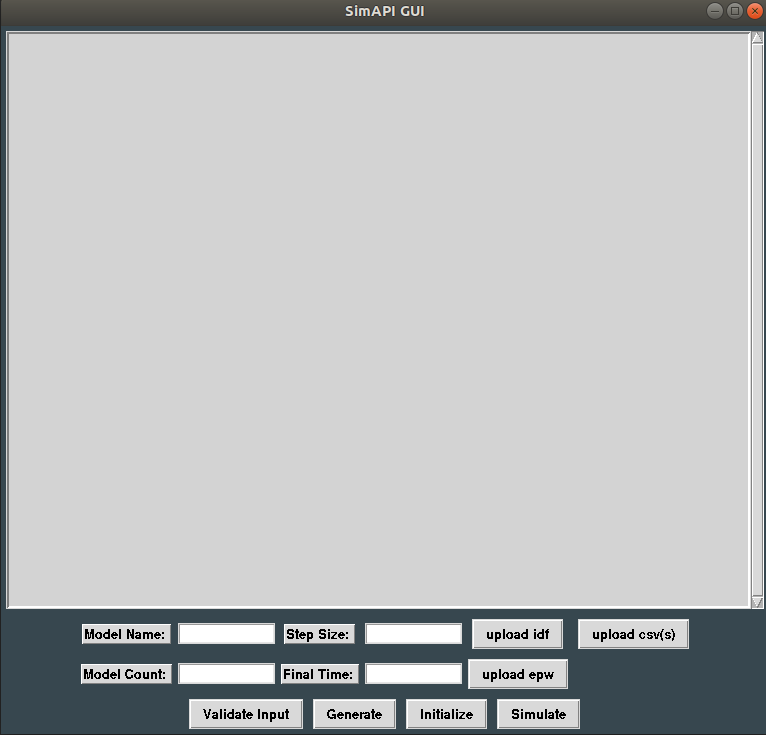 SimAPI GUI
Model Name: Step Size: upload idf upload csv(s)
Model Count: Final Time: upload epw
Validate Input Generate Initialize Simulate